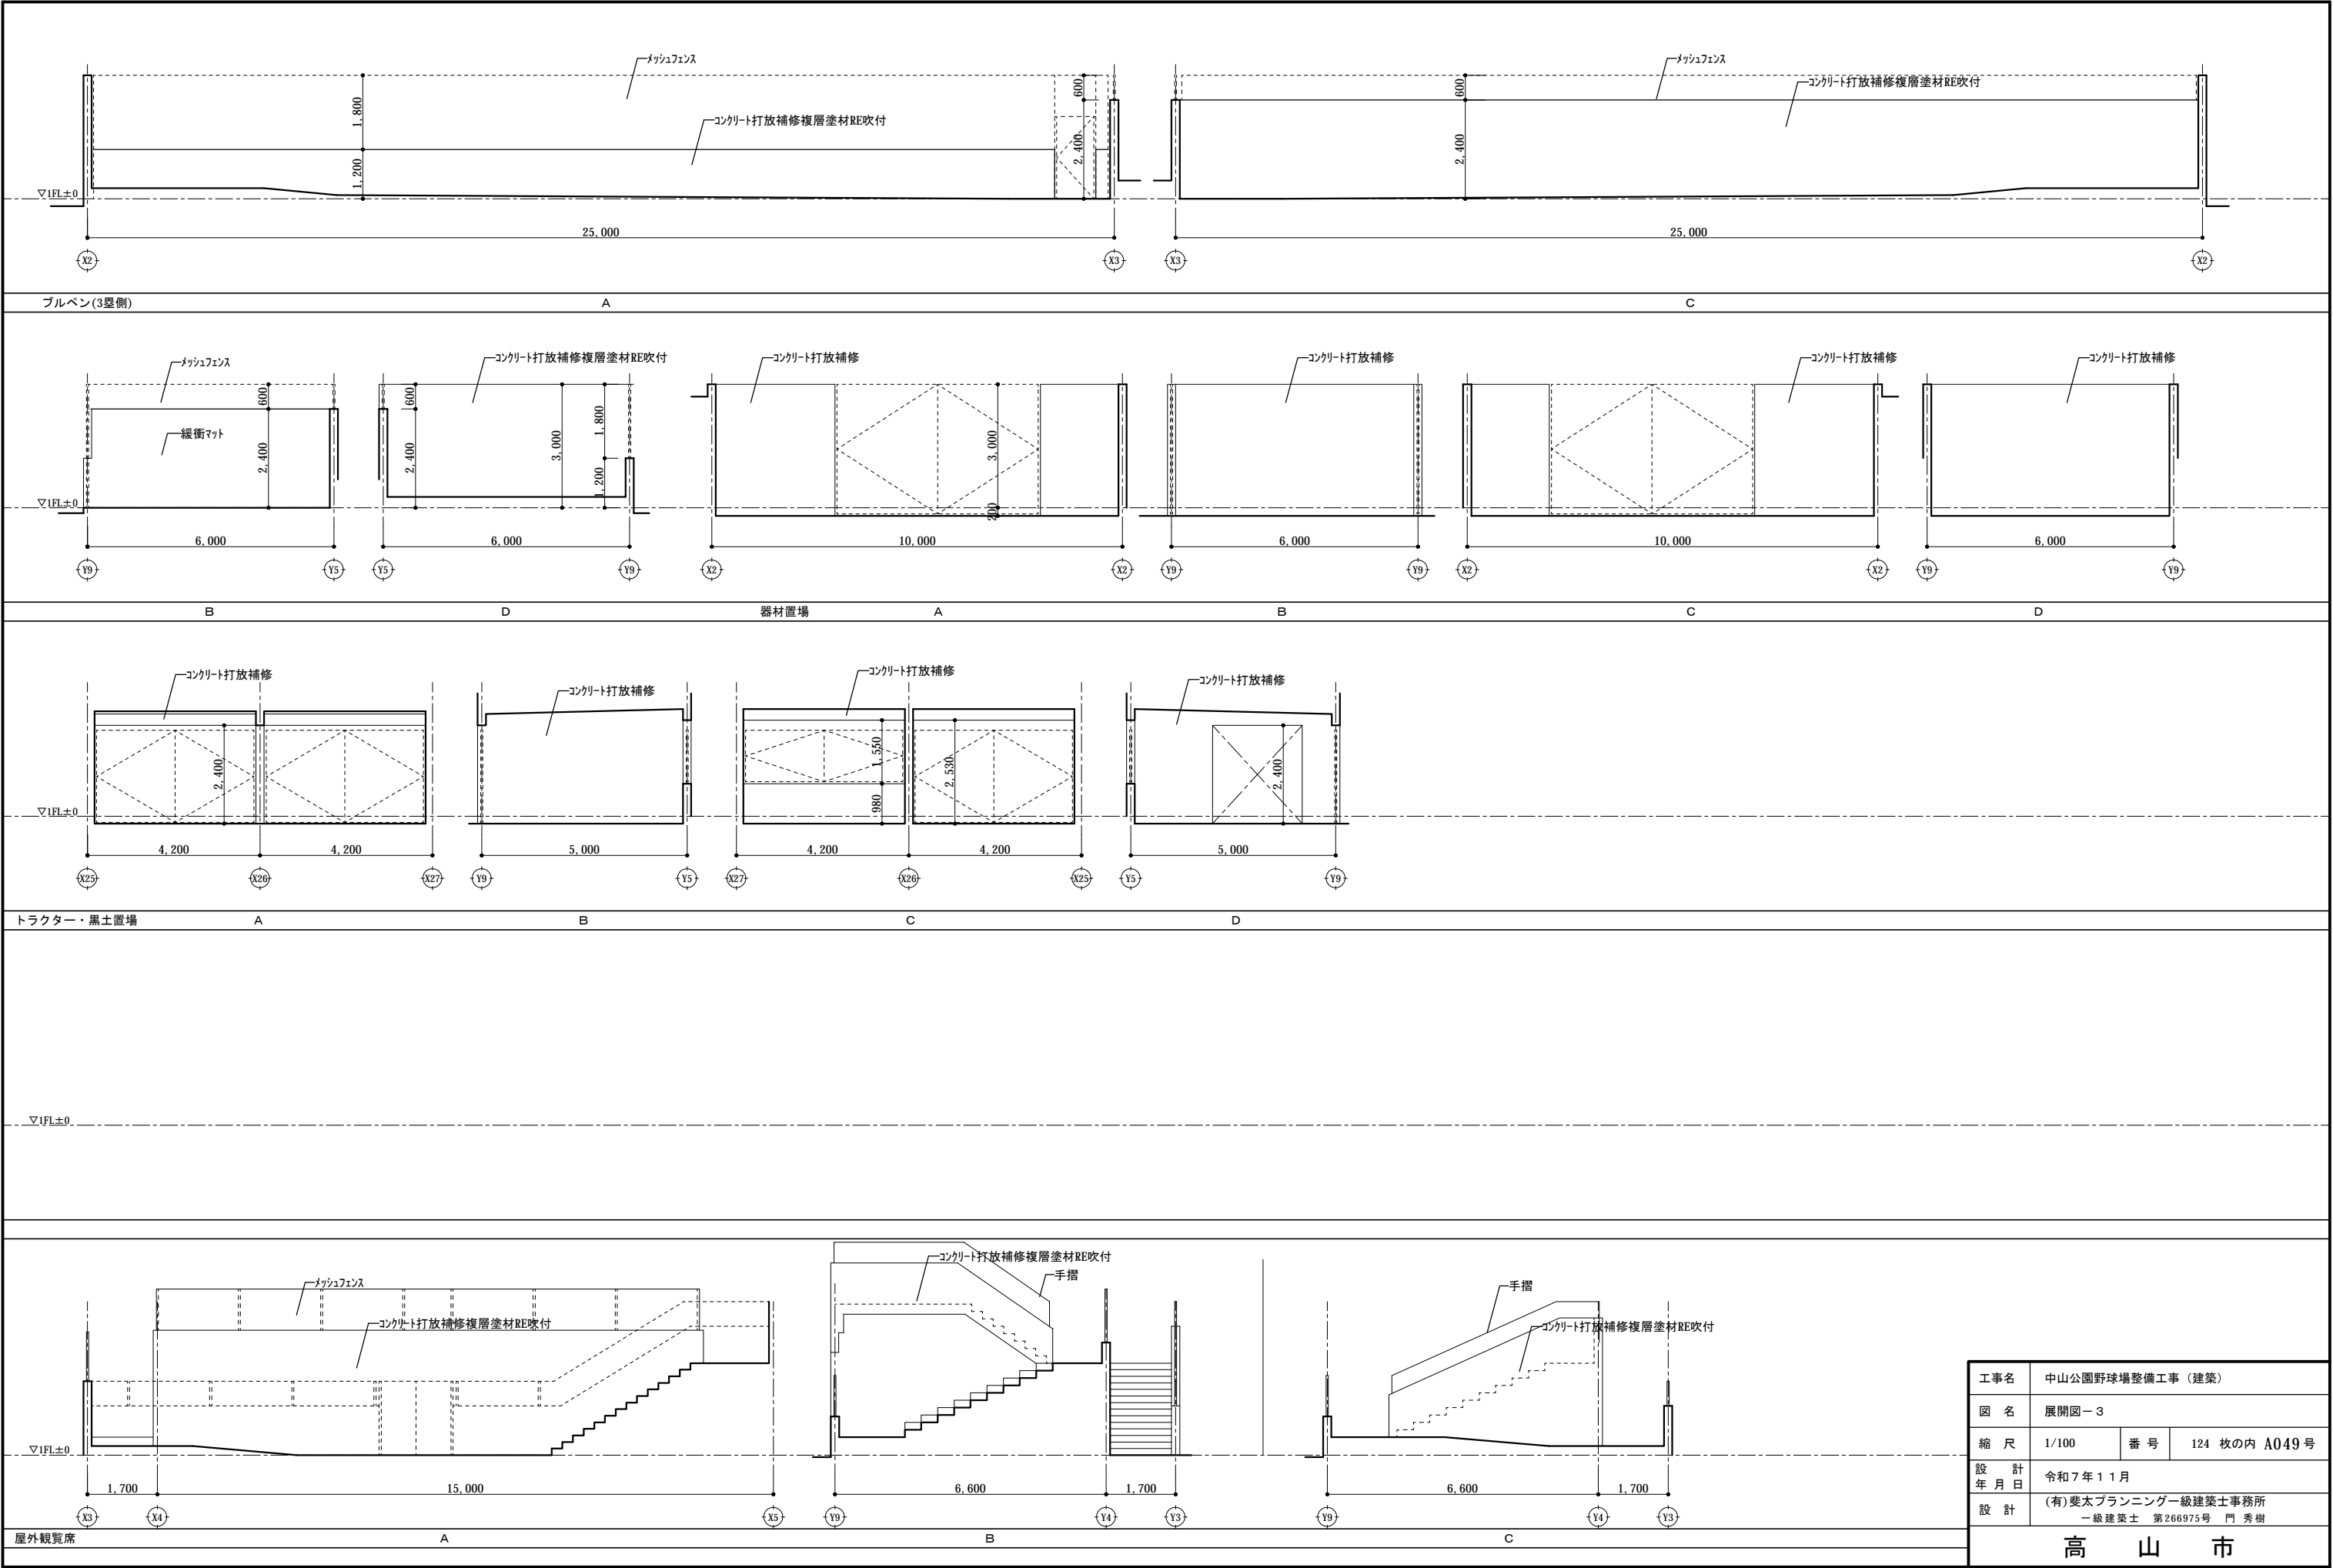 メッシュフェンス
コンクリート打放補修複層塗材RE吹付
1,800
1,200
600
2,400
▽1FL±0
25,000
X2
X3
メッシュフェンス
コンクリート打放補修複層塗材RE吹付
600
2,400
25,000
X3
X2
ブルペン(3塁側)
A
C
メッシュフェンス
緩衝マット
600
2,400
▽1FL±0
6,000
Y9
Y5
コンクリート打放補修複層塗材RE吹付
600
2,400
3,000
1,800
1,200
6,000
Y5
Y9
コンクリート打放補修
3,000
200
10,000
X2
X2
コンクリート打放補修
6,000
Y9
Y9
コンクリート打放補修
10,000
X2
X2
コンクリート打放補修
6,000
Y9
Y9
B
D
器材置場
A
B
C
D
コンクリート打放補修
2,400
▽1FL±0
4,200
4,200
X25
X26
X27
コンクリート打放補修
5,000
Y9
Y5
コンクリート打放補修
1,550
980
2,530
4,200
4,200
X27
X26
X25
コンクリート打放補修
2,400
5,000
Y5
Y9
トラクター・黒土置場
A
B
C
D
▽1FL±0
メッシュフェンス
コンクリート打放補修複層塗材RE吹付
▽1FL±0
1,700
15,000
X3
X4
X5
コンクリート打放補修複層塗材RE吹付
手摺
6,600
1,700
Y9
Y4
Y3
手摺
コンクリート打放補修複層塗材RE吹付
6,600
1,700
Y9
Y4
Y3
屋外観覧席
A
B
C
工事名 中山公園野球場整備工事（建築）
図 名 展開図－３
縮 尺 1/100 番 号 124 枚の内 A049 号
設 計
年 月 日 令和７年１１月
設 計 (有)斐太プランニング一級建築士事務所
一級建築士 第266975号 門 秀樹
高 山 市